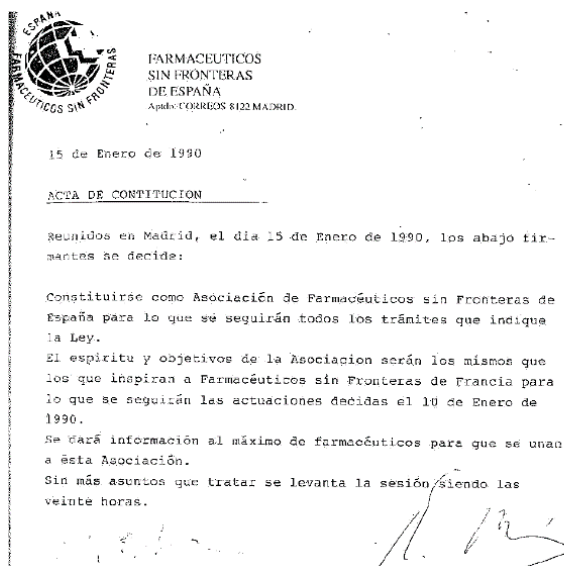 ESPAÑA
FARMACEUTICOS SIN FRONTERAS
FARMACEUTICOS
SIN FRONTERAS
DE ESPAÑA
Aptdo. CORREOS 8122 MADRID.
15 de Enero de 1990
ACTA DE CONTITUCION
Reunidos en Madrid, el dia 15 de Enero de 1990, los abajo fir-
mantes se decide:
Constituirse como Asociación de Farmacéuticos sin Fronteras de
España para lo que se seguirán todos los trámites que indique
la Ley.
El espiritu y objetivos de la Asociacion serán los mismos que
los que inspiran a Farmacéuticos sin Fronteras de Francia para
lo que se seguirán las actuaciones decidas el 10 de Enero de
1990.
Se dará información al máximo de farmacéuticos para que se unan
a ésta Asociación.
Sin más asuntos que tratar se levanta la sesión siendo las
veinte horas.